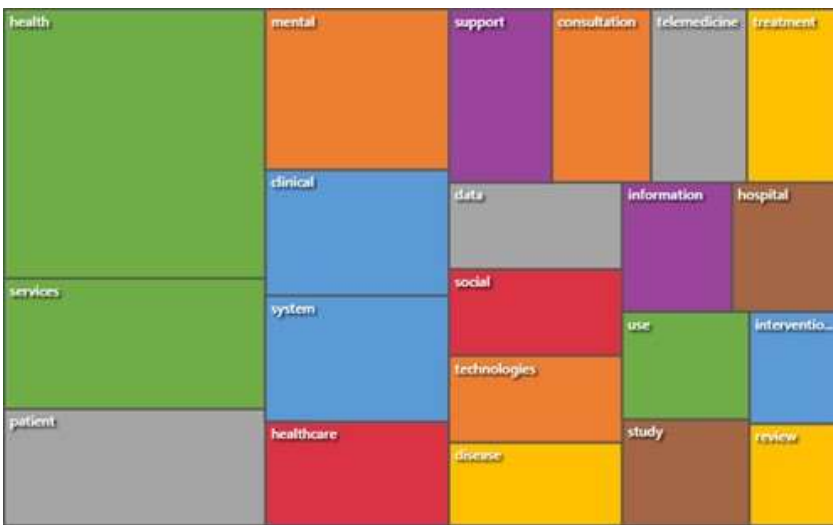 health
services
patient
mental
clinical
system
healthcare
support
consultation
telemedicine
treatment
data
social
technologies
disease
information
hospital
use
interventio...
study
review